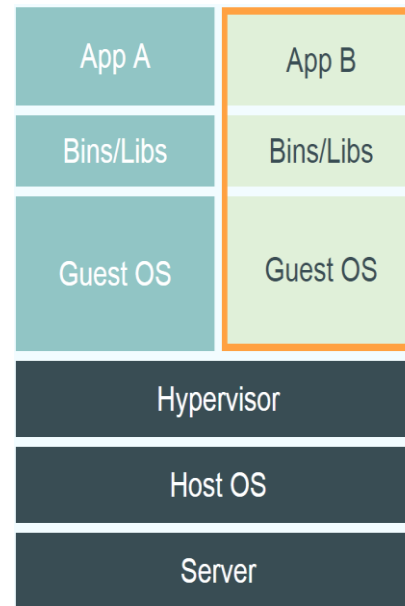 App A
App B
Bins/Libs
Bins/Libs
Guest OS
Guest OS
Hypervisor
Host OS
Server